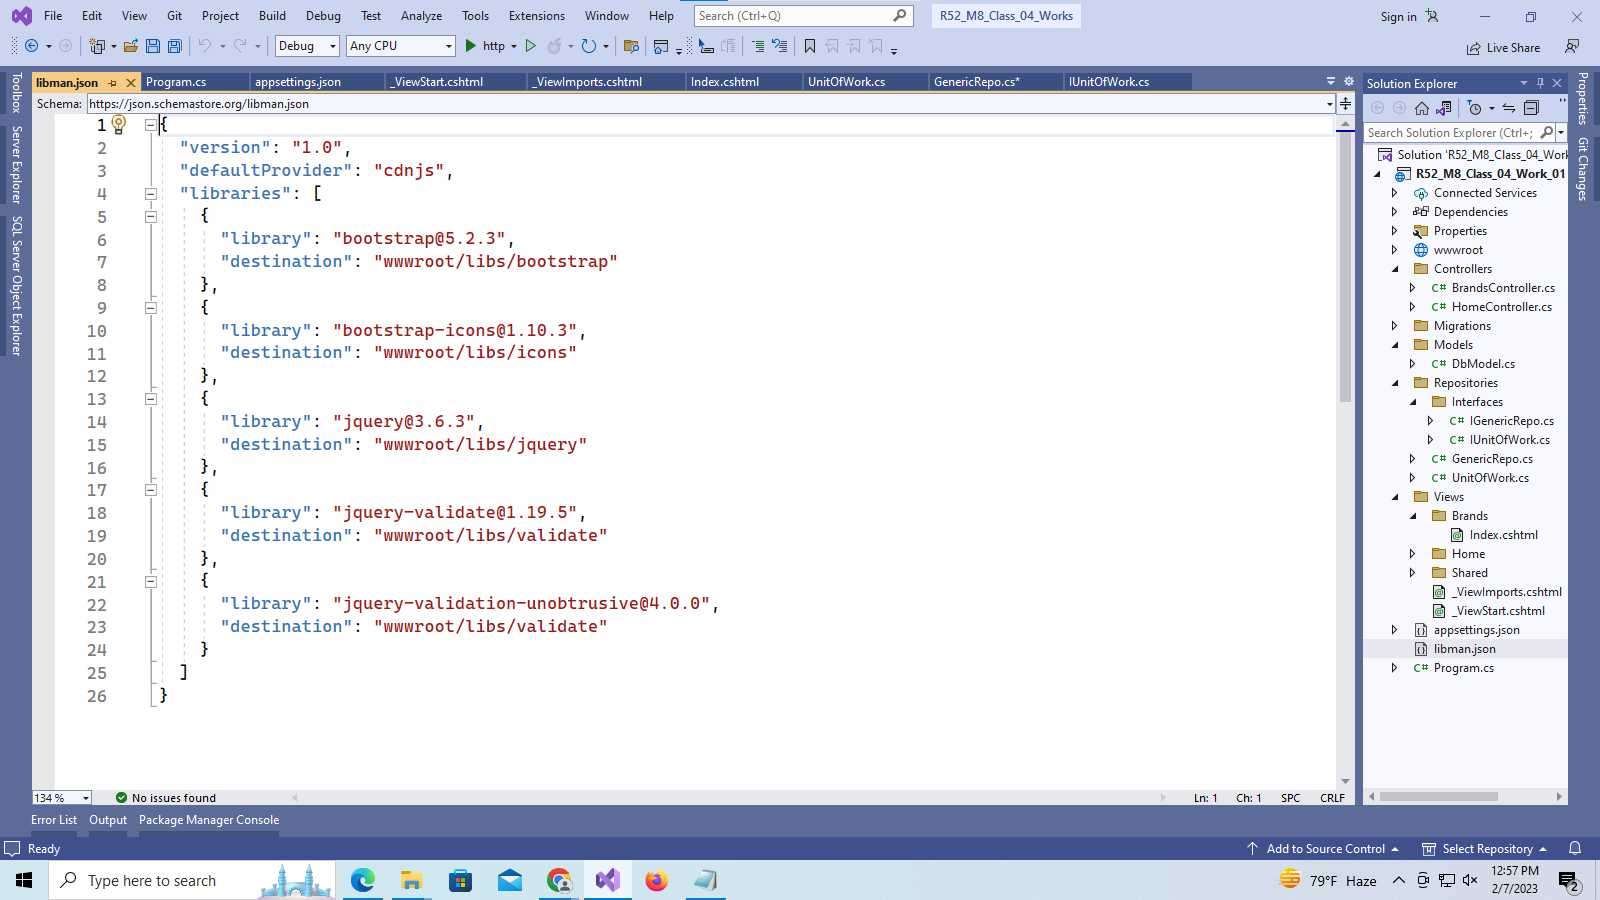 File Edit View Git Project Build Debug Test Analyze Tools Extensions Window Help Search (Ctrl+Q) R52_M8_Class_04_Works Sign in
Debug Any CPU http Live Share
libman.json Program.cs appsettings.json _ViewStart.cshtml _ViewImports.cshtml Index.cshtml UnitOfWork.cs GenericRepo.cs* IUnitOfWork.cs
Schema: https://json.schemastore.org/libman.json
Toolbox
Server Explorer
SQL Server Object Explorer
1 {
2 "version": "1.0",
3 "defaultProvider": "cdnjs",
4 "libraries": [
5 {
6 "library": "bootstrap@5.2.3",
7 "destination": "wwwroot/libs/bootstrap"
8 },
9 {
10 "library": "bootstrap-icons@1.10.3",
11 "destination": "wwwroot/libs/icons"
12 },
13 {
14 "library": "jquery@3.6.3",
15 "destination": "wwwroot/libs/jquery"
16 },
17 {
18 "library": "jquery-validate@1.19.5",
19 "destination": "wwwroot/libs/validate"
20 },
21 {
22 "library": "jquery-validation-unobtrusive@4.0.0",
23 "destination": "wwwroot/libs/validate"
24 }
25 ]
26 }
134 % No issues found Ln: 1 Ch: 1 SPC CRLF
Solution Explorer
Search Solution Explorer (Ctrl+;
Solution 'R52_M8_Class_04_Work
R52_M8_Class_04_Work_01
Connected Services
Dependencies
Properties
wwwroot
Controllers
C# BrandsController.cs
C# HomeController.cs
Migrations
Models
C# DbModel.cs
Repositories
Interfaces
C# IGenericRepo.cs
C# IUnitOfWork.cs
C# GenericRepo.cs
C# UnitOfWork.cs
Views
Brands
Index.cshtml
Home
Shared
_ViewImports.cshtml
_ViewStart.cshtml
appsettings.json
libman.json
C# Program.cs
Properties
Git Changes
Error List Output Package Manager Console
Ready Add to Source Control Select Repository
Type here to search 79°F Haze 12:57 PM
2/7/2023 2